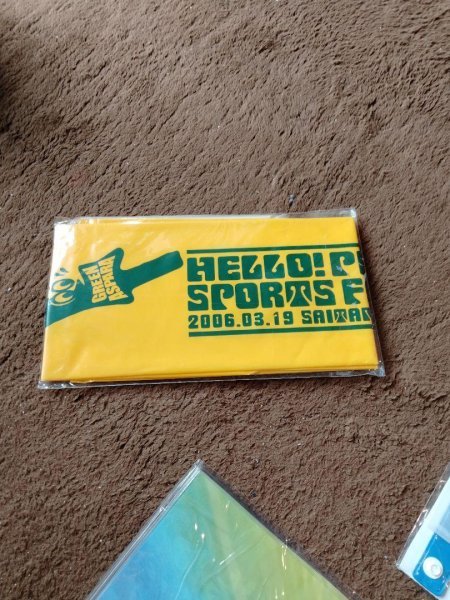 GREEN
ASPARA
HELLO! P
SPORTS F
2006.03.19 SAITA